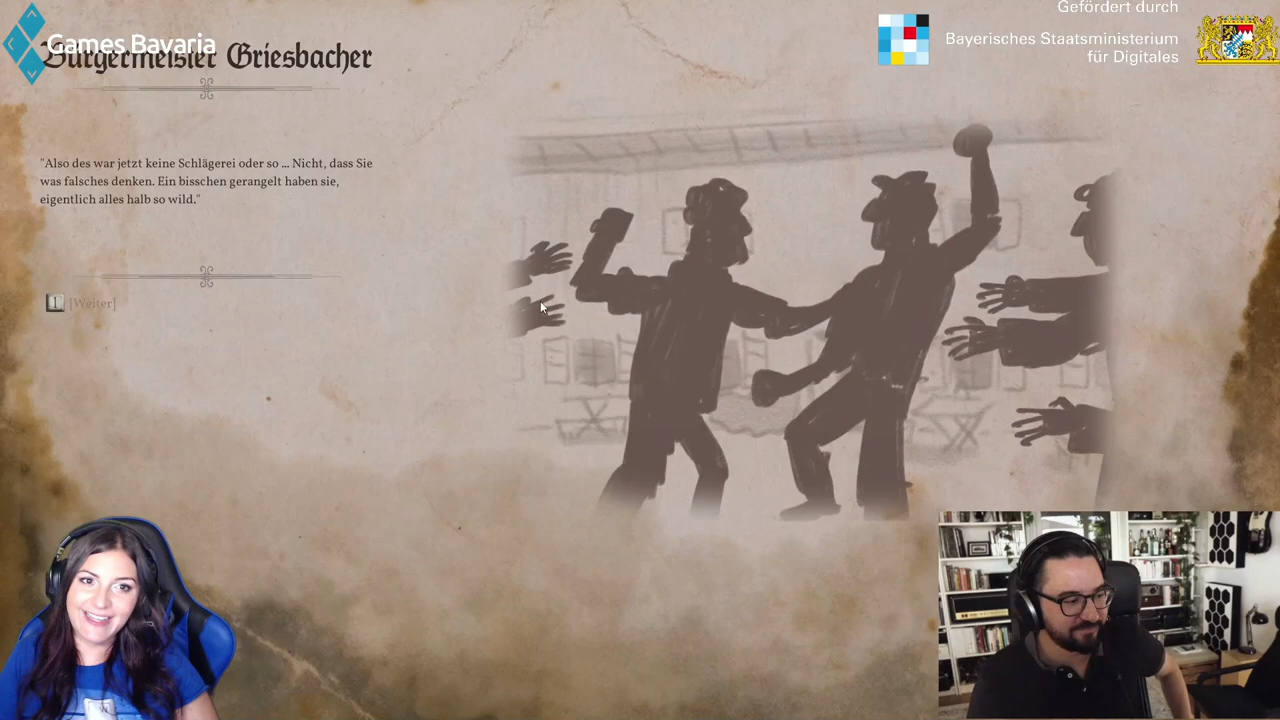 Games Bavaria
Bürgermeister Griesbacher
Gefördert durch
Bayerisches Staatsministerium
für Digitales
"Also des war jetzt keine Schlägerei oder so ... Nicht, dass Sie
was falsches denken. Ein bisschen gerangelt haben sie,
eigentlich alles halb so wild."
1 [Weiter]